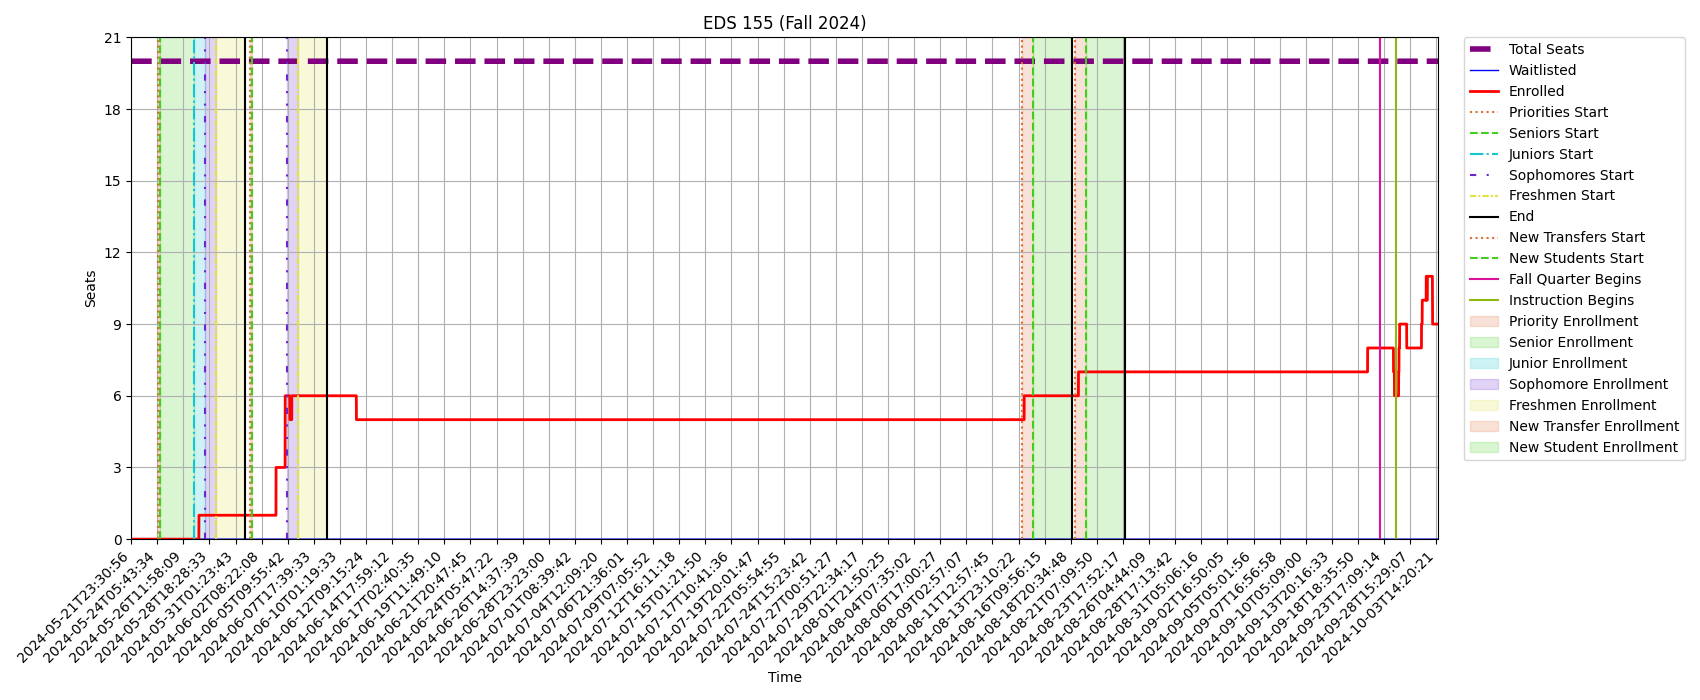 EDS 155 (Fall 2024)
21
18
15
12
9
6
3
0
Seats
2024-05-21T23:30:56
2024-05-24T05:43:34
2024-05-26T11:58:09
2024-05-28T18:28:33
2024-05-31T01:23:43
2024-06-02T08:22:08
2024-06-05T09:55:42
2024-06-07T17:39:33
2024-06-10T01:19:33
2024-06-12T09:15:24
2024-06-14T17:59:12
2024-06-17T02:40:35
2024-06-19T11:49:10
2024-06-21T20:47:45
2024-06-24T05:47:22
2024-06-26T14:37:39
2024-06-28T23:23:00
2024-07-01T08:39:42
2024-07-04T12:09:20
2024-07-06T21:36:01
2024-07-09T07:05:52
2024-07-12T16:11:18
2024-07-15T01:21:50
2024-07-17T10:41:36
2024-07-19T20:01:47
2024-07-22T05:54:55
2024-07-24T15:23:42
2024-07-27T00:51:27
2024-07-29T22:34:17
2024-08-01T21:50:25
2024-08-04T07:35:02
2024-08-06T17:00:27
2024-08-09T02:57:07
2024-08-11T12:57:45
2024-08-13T23:10:22
2024-08-16T09:56:15
2024-08-18T20:34:48
2024-08-21T07:09:50
2024-08-23T17:52:17
2024-08-26T04:44:09
2024-08-28T17:13:42
2024-08-31T05:06:16
2024-09-02T16:50:05
2024-09-05T05:01:56
2024-09-07T16:56:58
2024-09-10T05:09:00
2024-09-13T20:16:33
2024-09-18T18:35:50
2024-09-23T17:09:14
2024-09-28T15:29:07
2024-10-03T14:20:21
Time
Total Seats
Waitlisted
Enrolled
Priorities Start
Seniors Start
Juniors Start
Sophomores Start
Freshmen Start
End
New Transfers Start
New Students Start
Fall Quarter Begins
Instruction Begins
Priority Enrollment
Senior Enrollment
Junior Enrollment
Sophomore Enrollment
Freshmen Enrollment
New Transfer Enrollment
New Student Enrollment